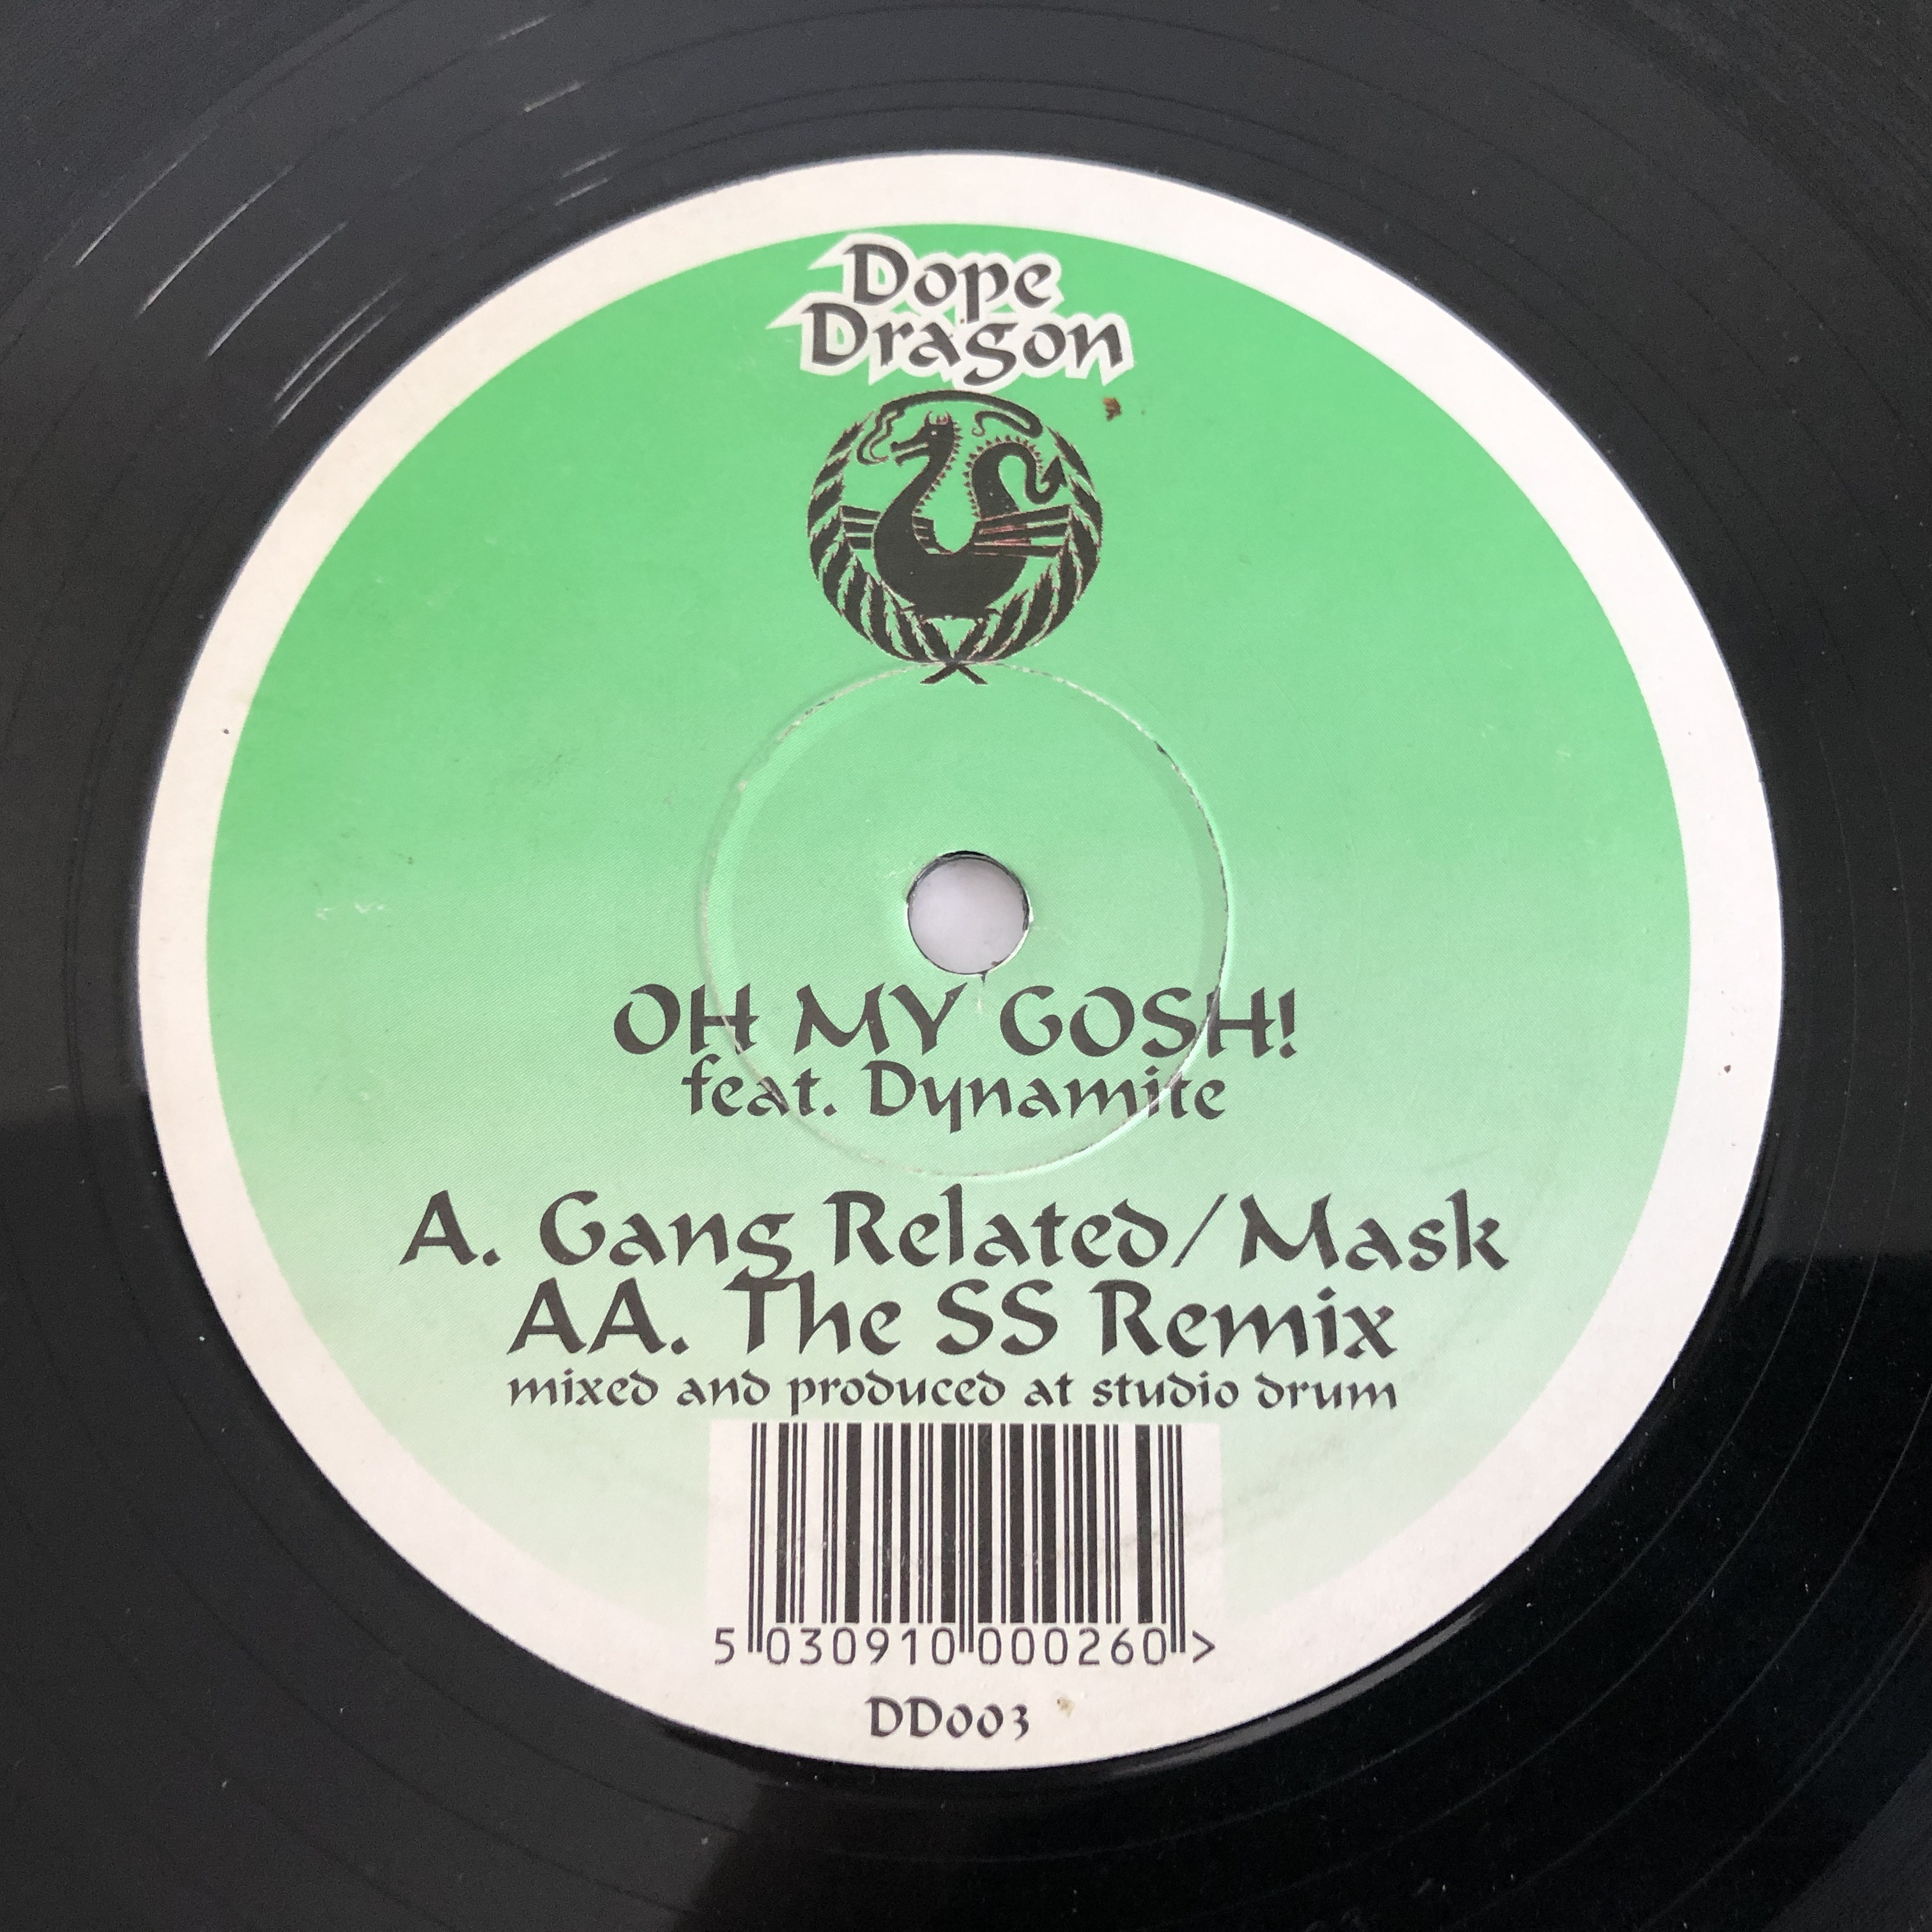 Dope
Dragon
OH MY GOSH!
feat. Dynamite
A. Gang Related/Mask
AA. The SS Remix
mixed and produced at studio drum
5 030910 000260 >
DD003